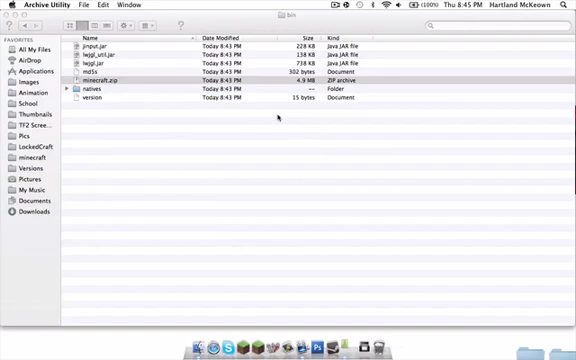 Archive Utility File Edit Window (100%) Thu 8:45 PM Hartland McKeown
bin
Name Date Modified Size Kind
FAVORITES
All My Files
AirDrop
Applications
Images
Animation
School
Thumbnails
TF2 Scree...
Pics
LockedCraft
minecraft
Versions
Pictures
My Music
Documents
Downloads
jinput.jar Today 8:43 PM 228 KB Java JAR file
lwjgl_util.jar Today 8:43 PM 138 KB Java JAR file
lwjgl.jar Today 8:43 PM 738 KB Java JAR file
md5s Today 8:43 PM 302 bytes Document
minecraft.zip Today 8:43 PM 4.9 MB ZIP archive
natives Today 8:43 PM -- Folder
version Today 8:43 PM 15 bytes Document
Ps